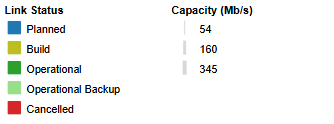 Link Status
Planned
Build
Operational
Operational Backup
Cancelled
Capacity (Mb/s)
54
160
345